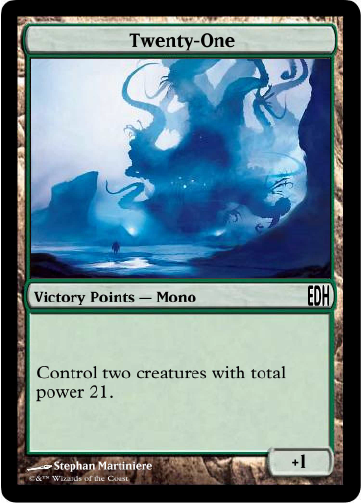 Twenty-One
Victory Points — Mono EDH
Control two creatures with total
power 21.
+1
Stephan Martiniere
©&™ Wizards of the Coast